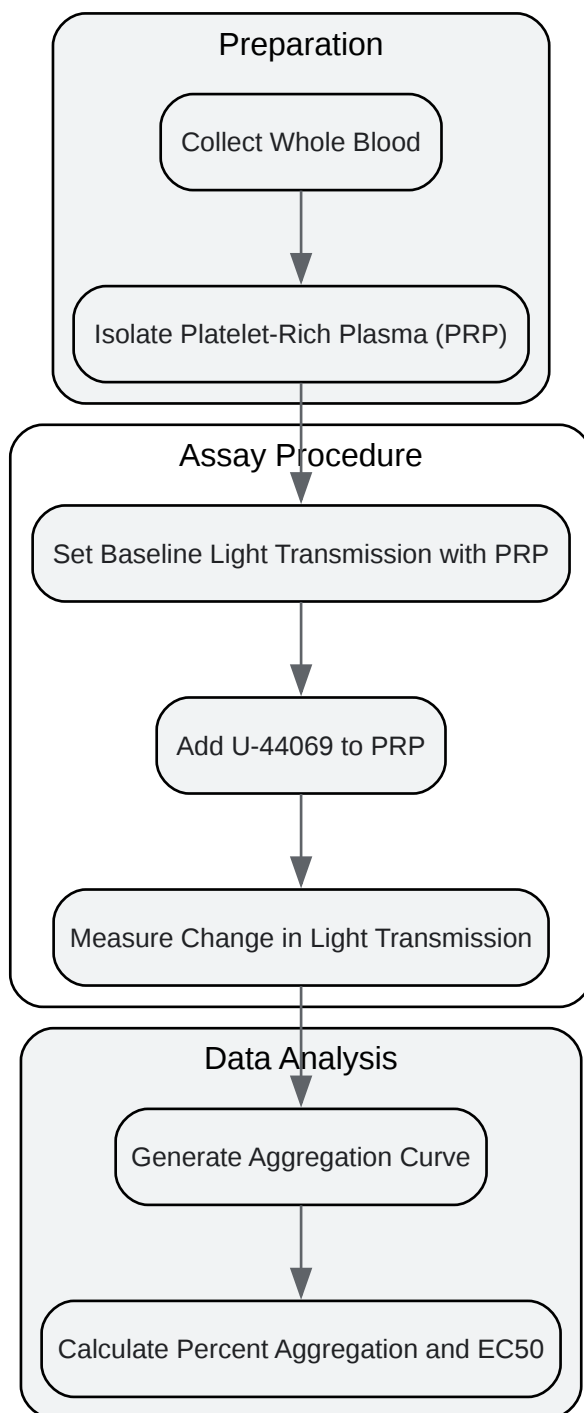 Preparation
Collect Whole Blood
Isolate Platelet-Rich Plasma (PRP)
Assay Procedure
Set Baseline Light Transmission with PRP
Add U-44069 to PRP
Measure Change in Light Transmission
Data Analysis
Generate Aggregation Curve
Calculate Percent Aggregation and EC50